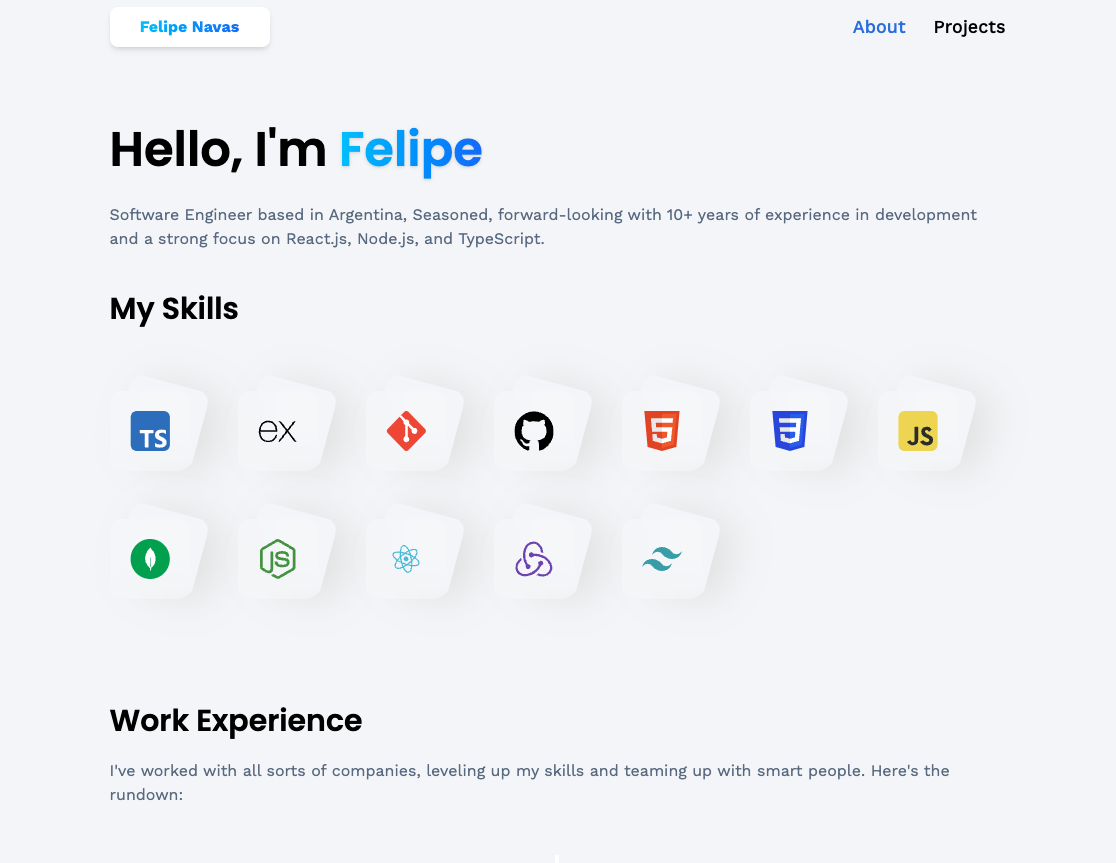 Felipe Navas
About Projects
Hello, I'm Felipe
Software Engineer based in Argentina, Seasoned, forward-looking with 10+ years of experience in development
and a strong focus on React.js, Node.js, and TypeScript.
My Skills
TS ex 5 3 JS
JS
Work Experience
I've worked with all sorts of companies, leveling up my skills and teaming up with smart people. Here's the
rundown: